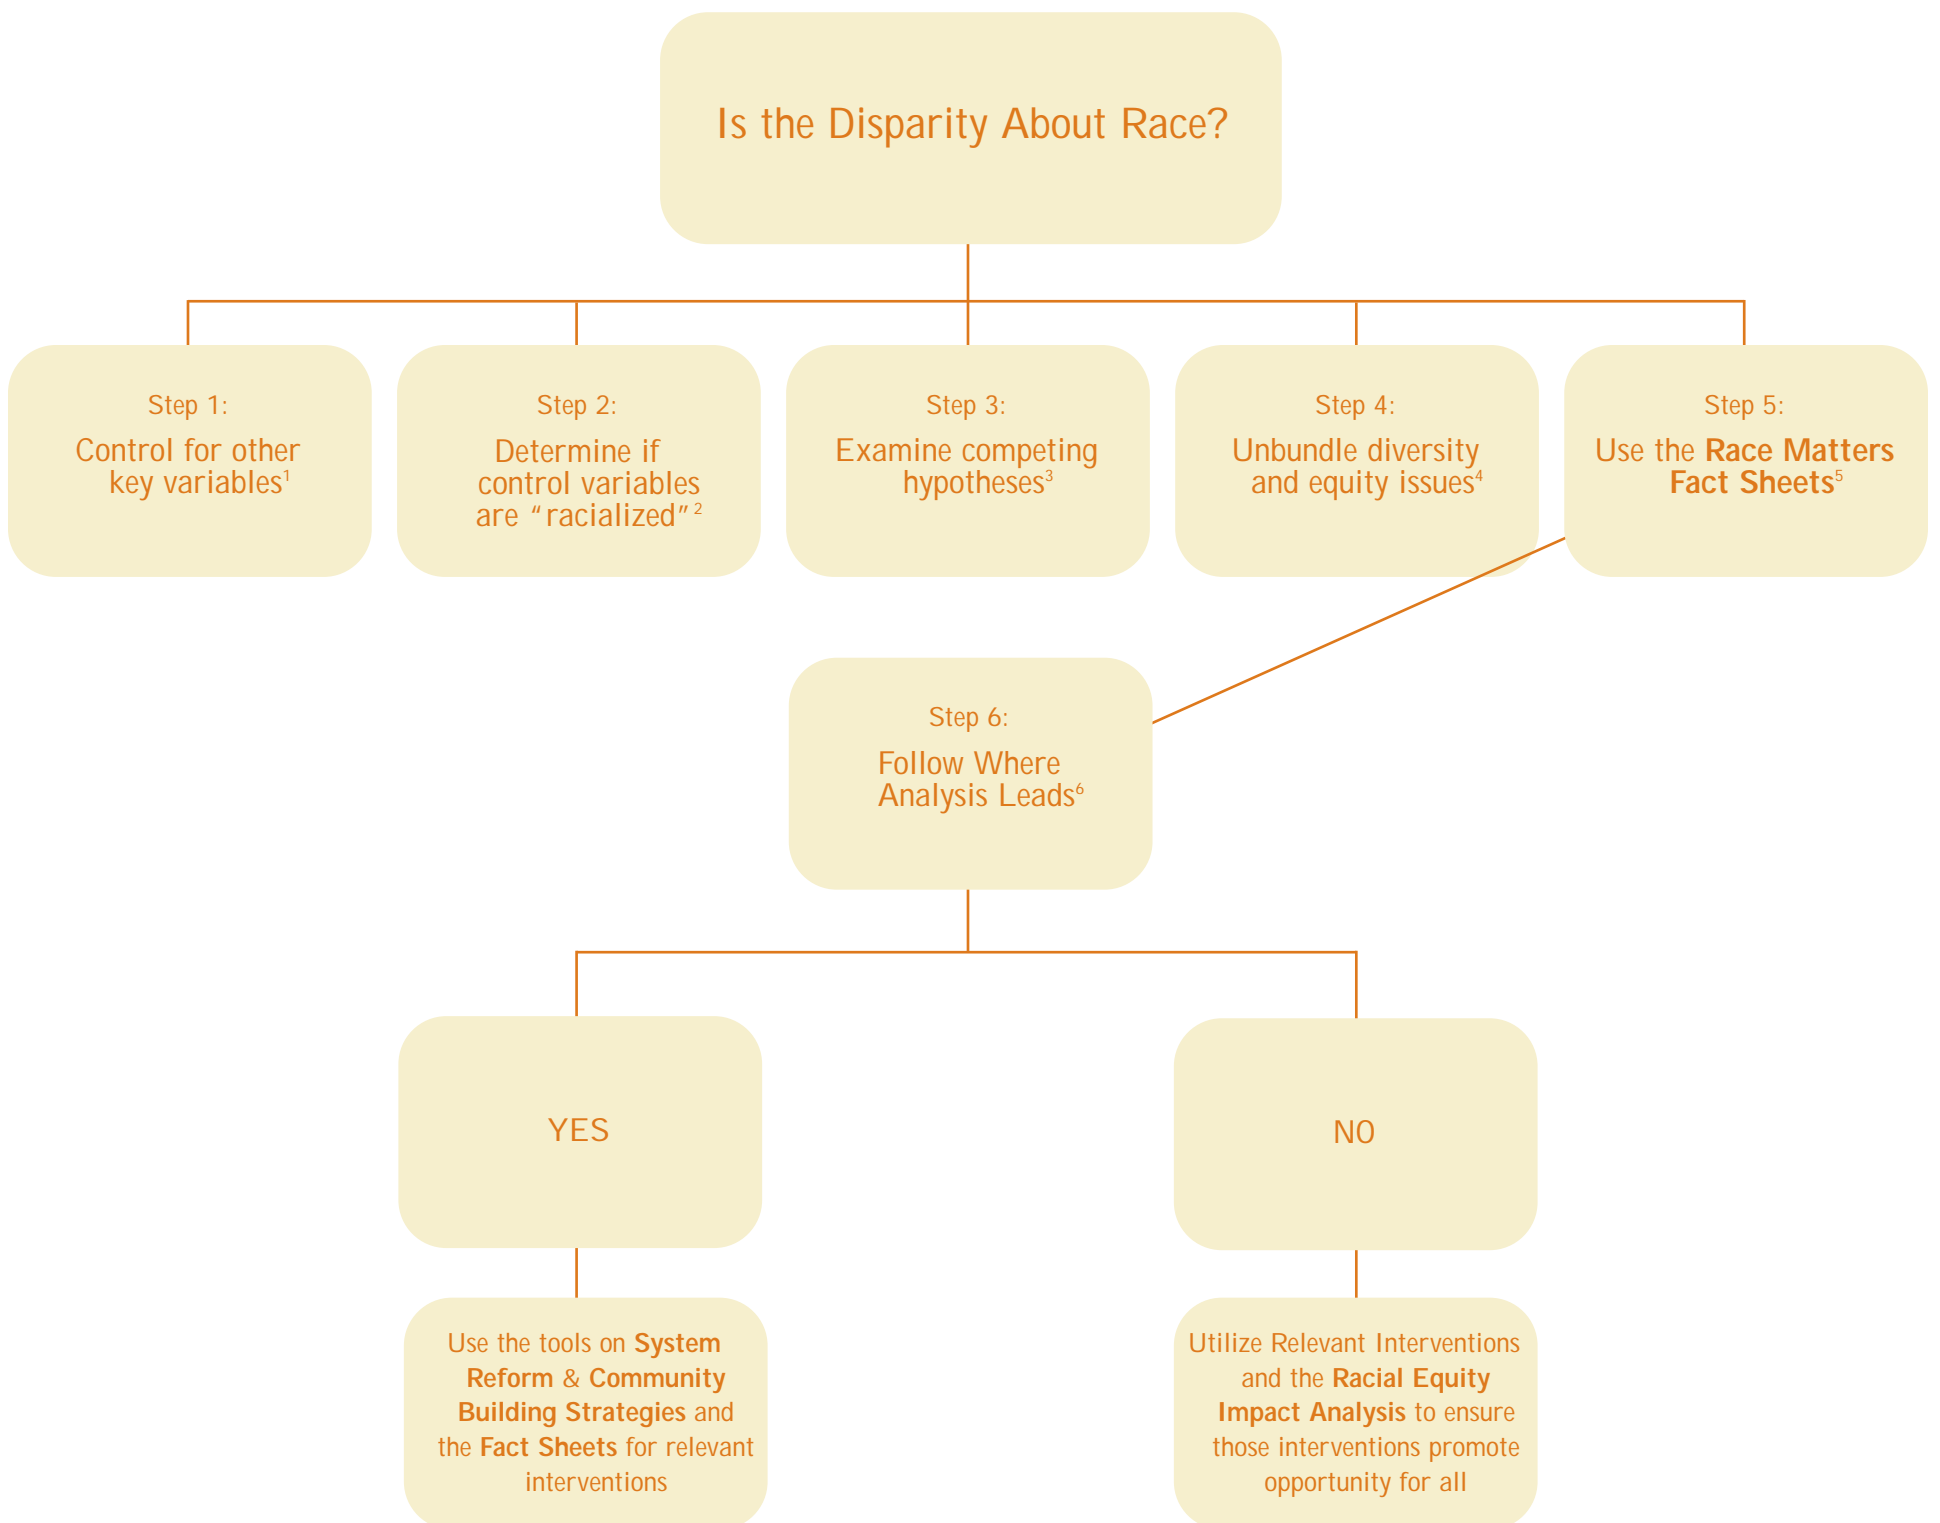 Is the Disparity About Race?
Step 1:
Control for other
key variables¹
Step 2:
Determine if
control variables
are “racialized”²
Step 3:
Examine competing
hypotheses³
Step 4:
Unbundle diversity
and equity issues⁴
Step 5:
Use the Race Matters
Fact Sheets⁵
Step 6:
Follow Where
Analysis Leads⁶
YES
NO
Use the tools on System
Reform & Community
Building Strategies and
the Fact Sheets for relevant
interventions
Utilize Relevant Interventions
and the Racial Equity
Impact Analysis to ensure
those interventions promote
opportunity for all